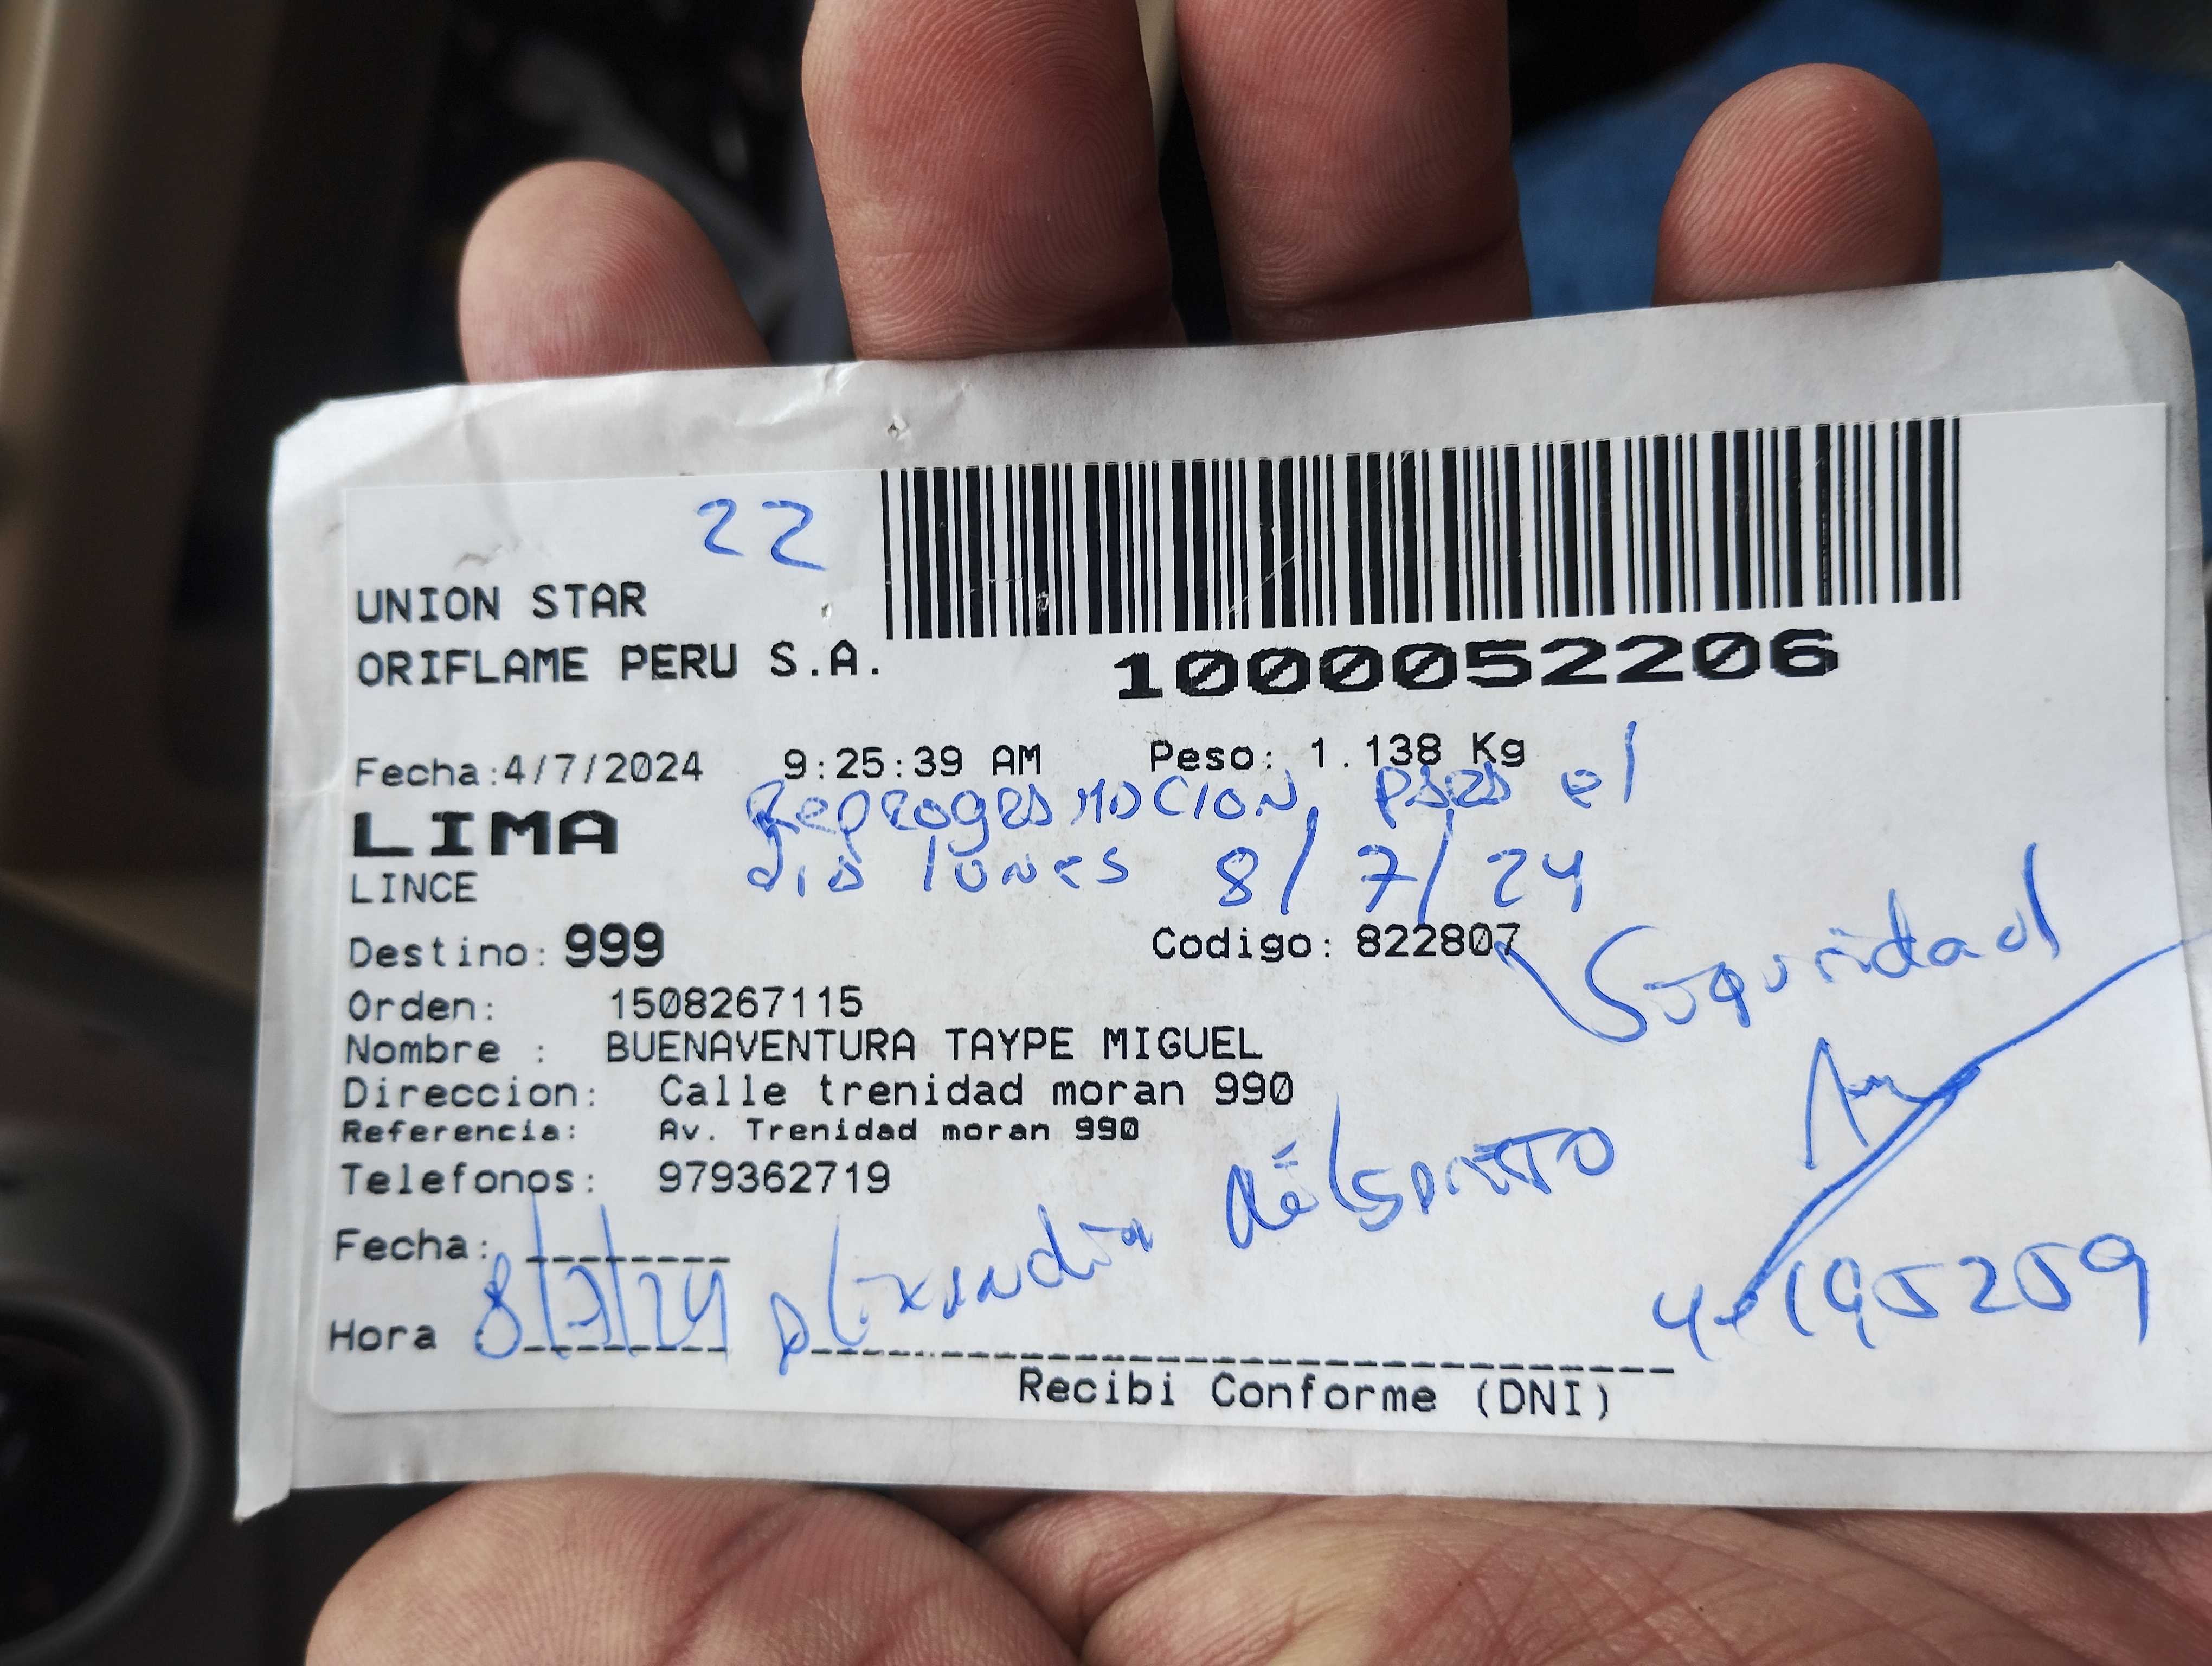 22
UNION STAR
ORIFLAME PERU S.A.
1000052206
Fecha:4/7/2024 9:25:39 AM Peso: 1.138 Kg
Reprogramacion, para el
dia lunes 8/7/24
LIMA
LINCE
Destino: 999 Codigo: 822807
Seguridad
Orden: 1508267115
Nombre : BUENAVENTURA TAYPE MIGUEL
Direccion: Calle trenidad moran 990
Referencia: Av. Trenidad moran 990
Telefonos: 979362719
Fecha: ________
8/7/24
Hora ________
Recibi Conforme (DNI)